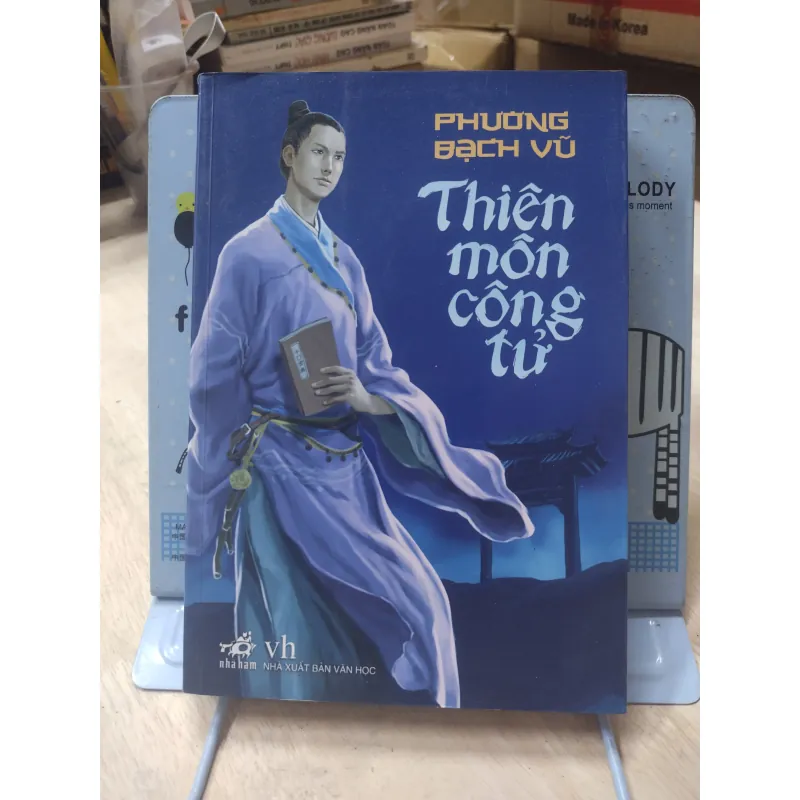 Made in Korea
PHƯƠNG
BẠCH VŨ
Thiên
môn
công
tử
LODY
s moment
f
nhã nam
vh
NHÀ XUẤT BẢN VĂN HỌC